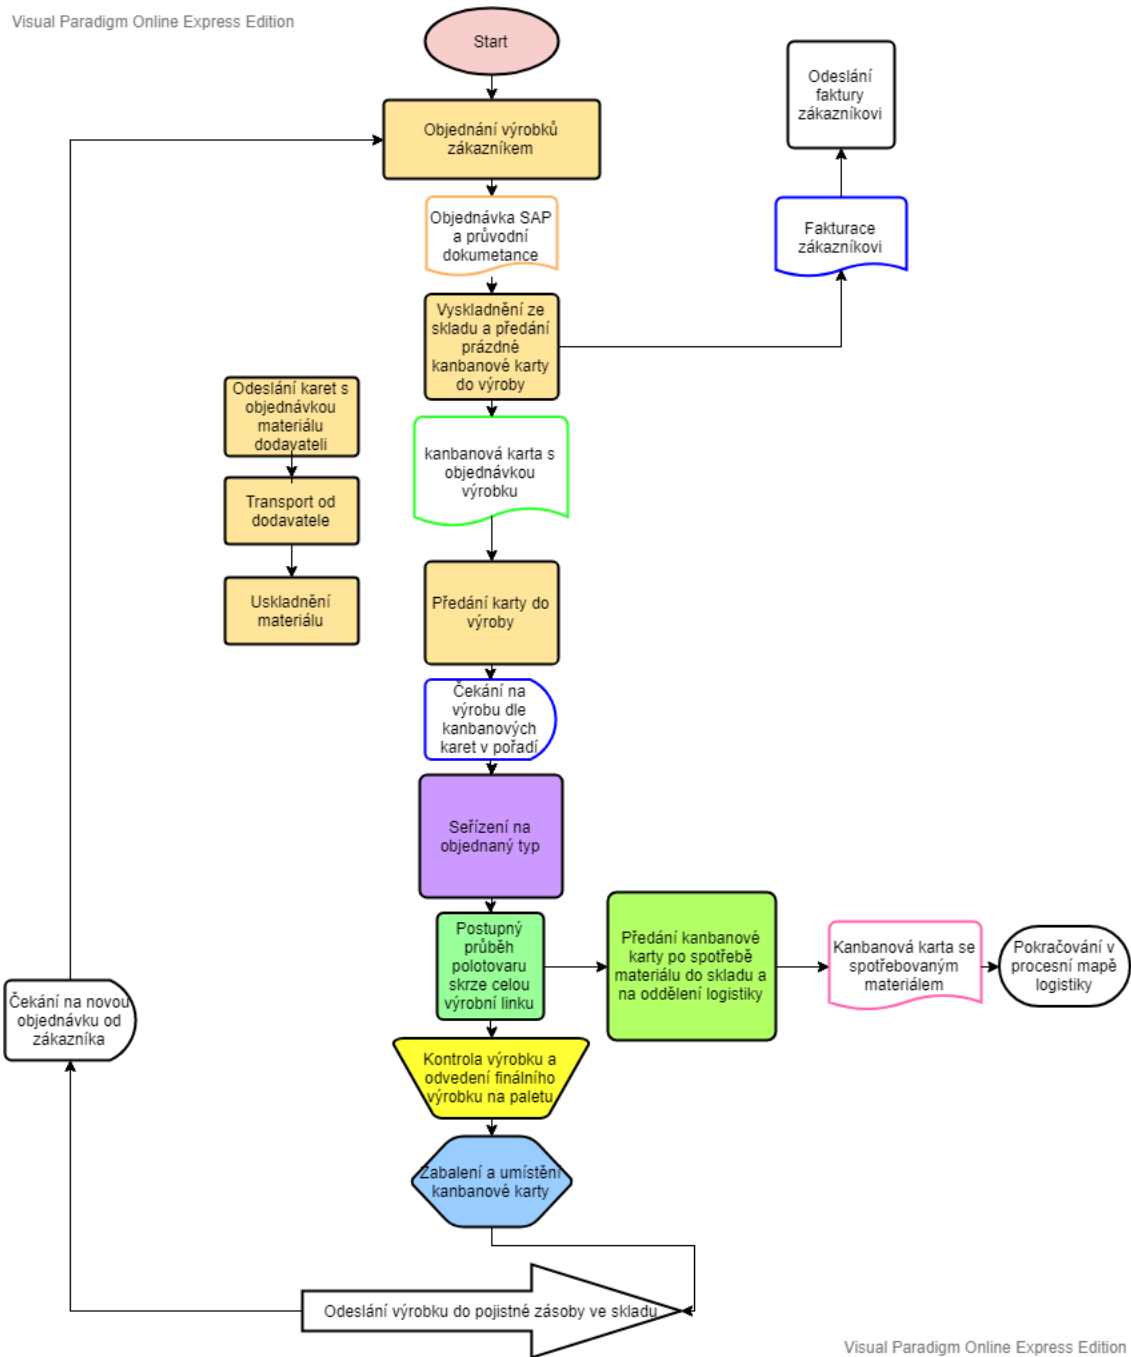 Visual Paradigm Online Express Edition
Start
Objednání výrobků
zákazníkem
Odeslání
faktury
zákazníkovi
Objednávka SAP
a průvodní
dokumetance
Fakturace
zákazníkovi
Vyskladnění ze
skladu a předání
prázdné
kanbanové karty
do výroby
Odeslání karet s
objednávkou
materiálu
dodavateli
kanbanová karta s
objednávkou
výrobku
Transport od
dodavatele
Uskladnění
materiálu
Předání karty do
výroby
Čekání na
výrobu dle
kanbanových
karet v pořadí
Seřízení na
objednaný typ
Postupný
průběh
polotovaru
skrze celou
výrobní linku
Předání kanbanové
karty po spotřebě
materiálu do skladu a
na oddělení logistiky
Kanbanová karta se
spotřebovaným
materiálem
Pokračování v
procesní mapě
logistiky
Čekání na novou
objednávku od
zákazníka
Kontrola výrobku a
odvedení finálního
výrobku na paletu
Zabalení a umístění
kanbanové karty
Odeslání výrobku do pojistné zásoby ve skladu
Visual Paradigm Online Express Edition